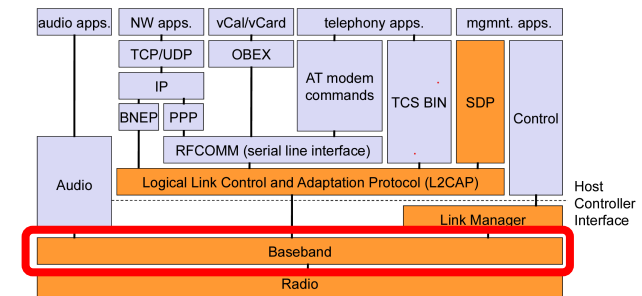 audio apps. NW apps. vCal/vCard telephony apps. mgmnt. apps.
TCP/UDP OBEX
AT modem
commands
TCS BIN SDP
IP
BNEP PPP
Control
RFCOMM (serial line interface)
Audio
Logical Link Control and Adaptation Protocol (L2CAP)
Host
Controller
Interface
Link Manager
Baseband
Radio